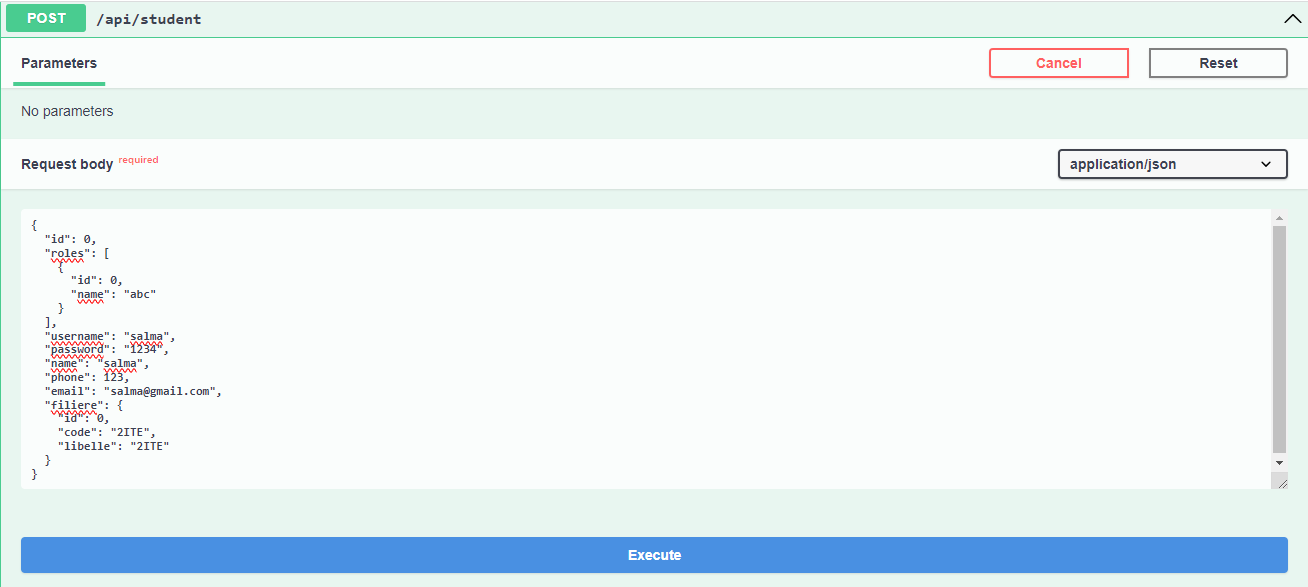 POST /api/student
Parameters Cancel Reset
No parameters
Request body required application/json
{
  "id": 0,
  "roles": [
    {
      "id": 0,
      "name": "abc"
    }
  ],
  "username": "salma",
  "password": "1234",
  "name": "salma",
  "phone": 123,
  "email": "salma@gmail.com",
  "filiere": {
    "id": 0,
    "code": "2ITE",
    "libelle": "2ITE"
  }
}
Execute